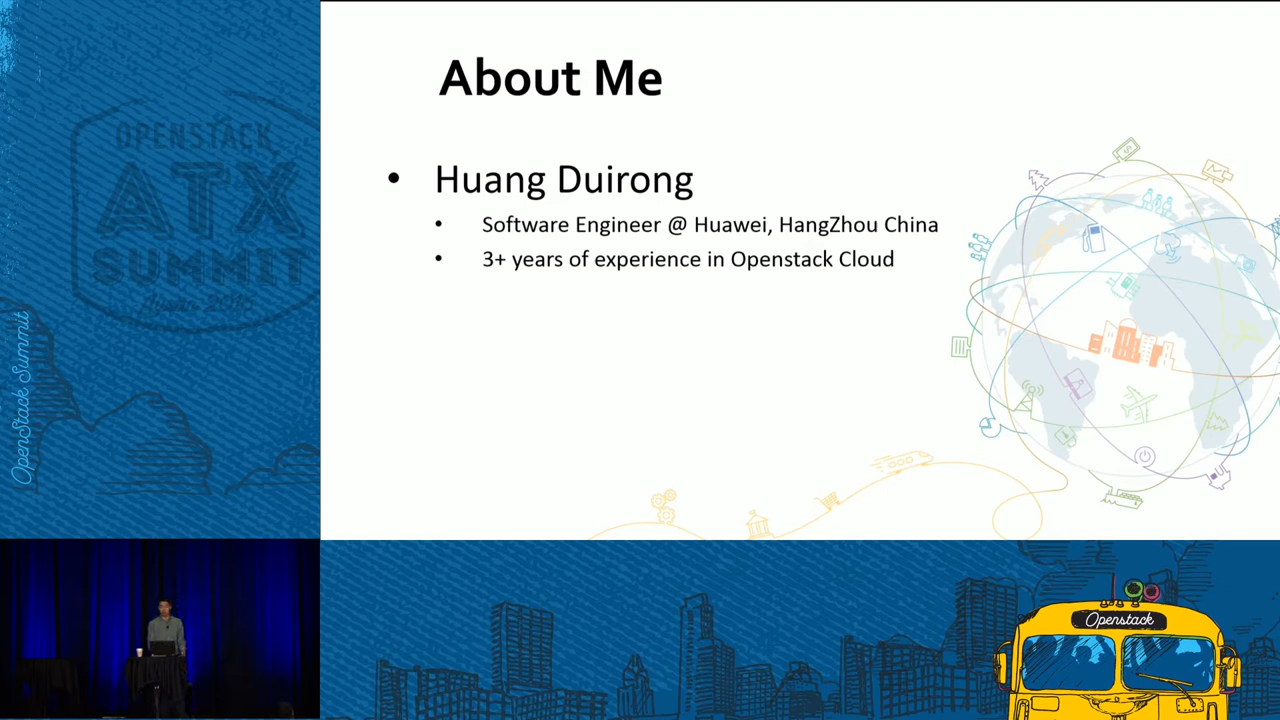 About Me
• Huang Duirong
• Software Engineer @ Huawei, HangZhou China
• 3+ years of experience in Openstack Cloud
OPENSTACK
ATX
SUMMIT
Austin 2016
OpenStack Summit
Openstack